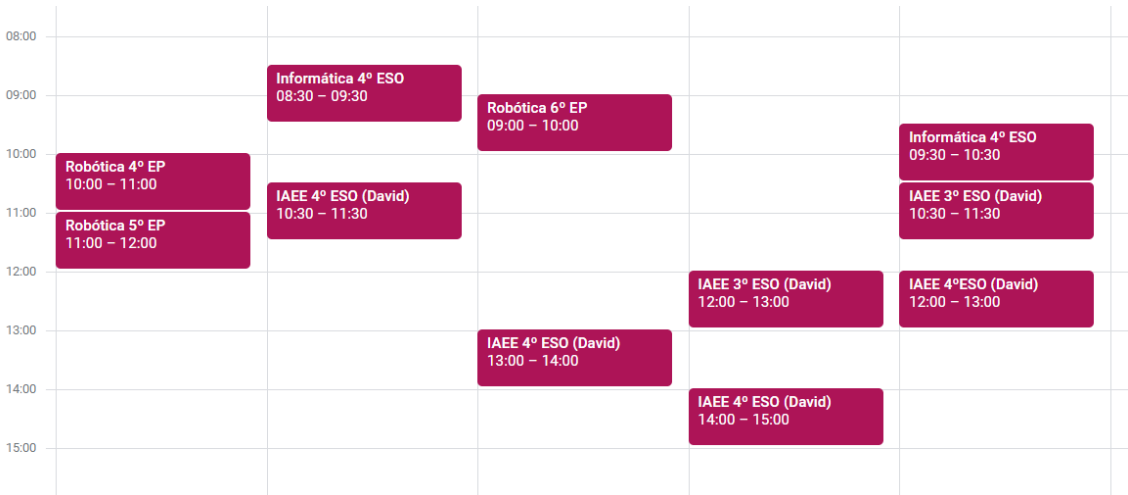 08:00
09:00
10:00
11:00
12:00
13:00
14:00
15:00
Robótica 4º EP
10:00 – 11:00
Robótica 5º EP
11:00 – 12:00
Informática 4º ESO
08:30 – 09:30
IAEE 4º ESO (David)
10:30 – 11:30
Robótica 6º EP
09:00 – 10:00
IAEE 4º ESO (David)
13:00 – 14:00
IAEE 3º ESO (David)
12:00 – 13:00
IAEE 4º ESO (David)
14:00 – 15:00
Informática 4º ESO
09:30 – 10:30
IAEE 3º ESO (David)
10:30 – 11:30
IAEE 4ºESO (David)
12:00 – 13:00